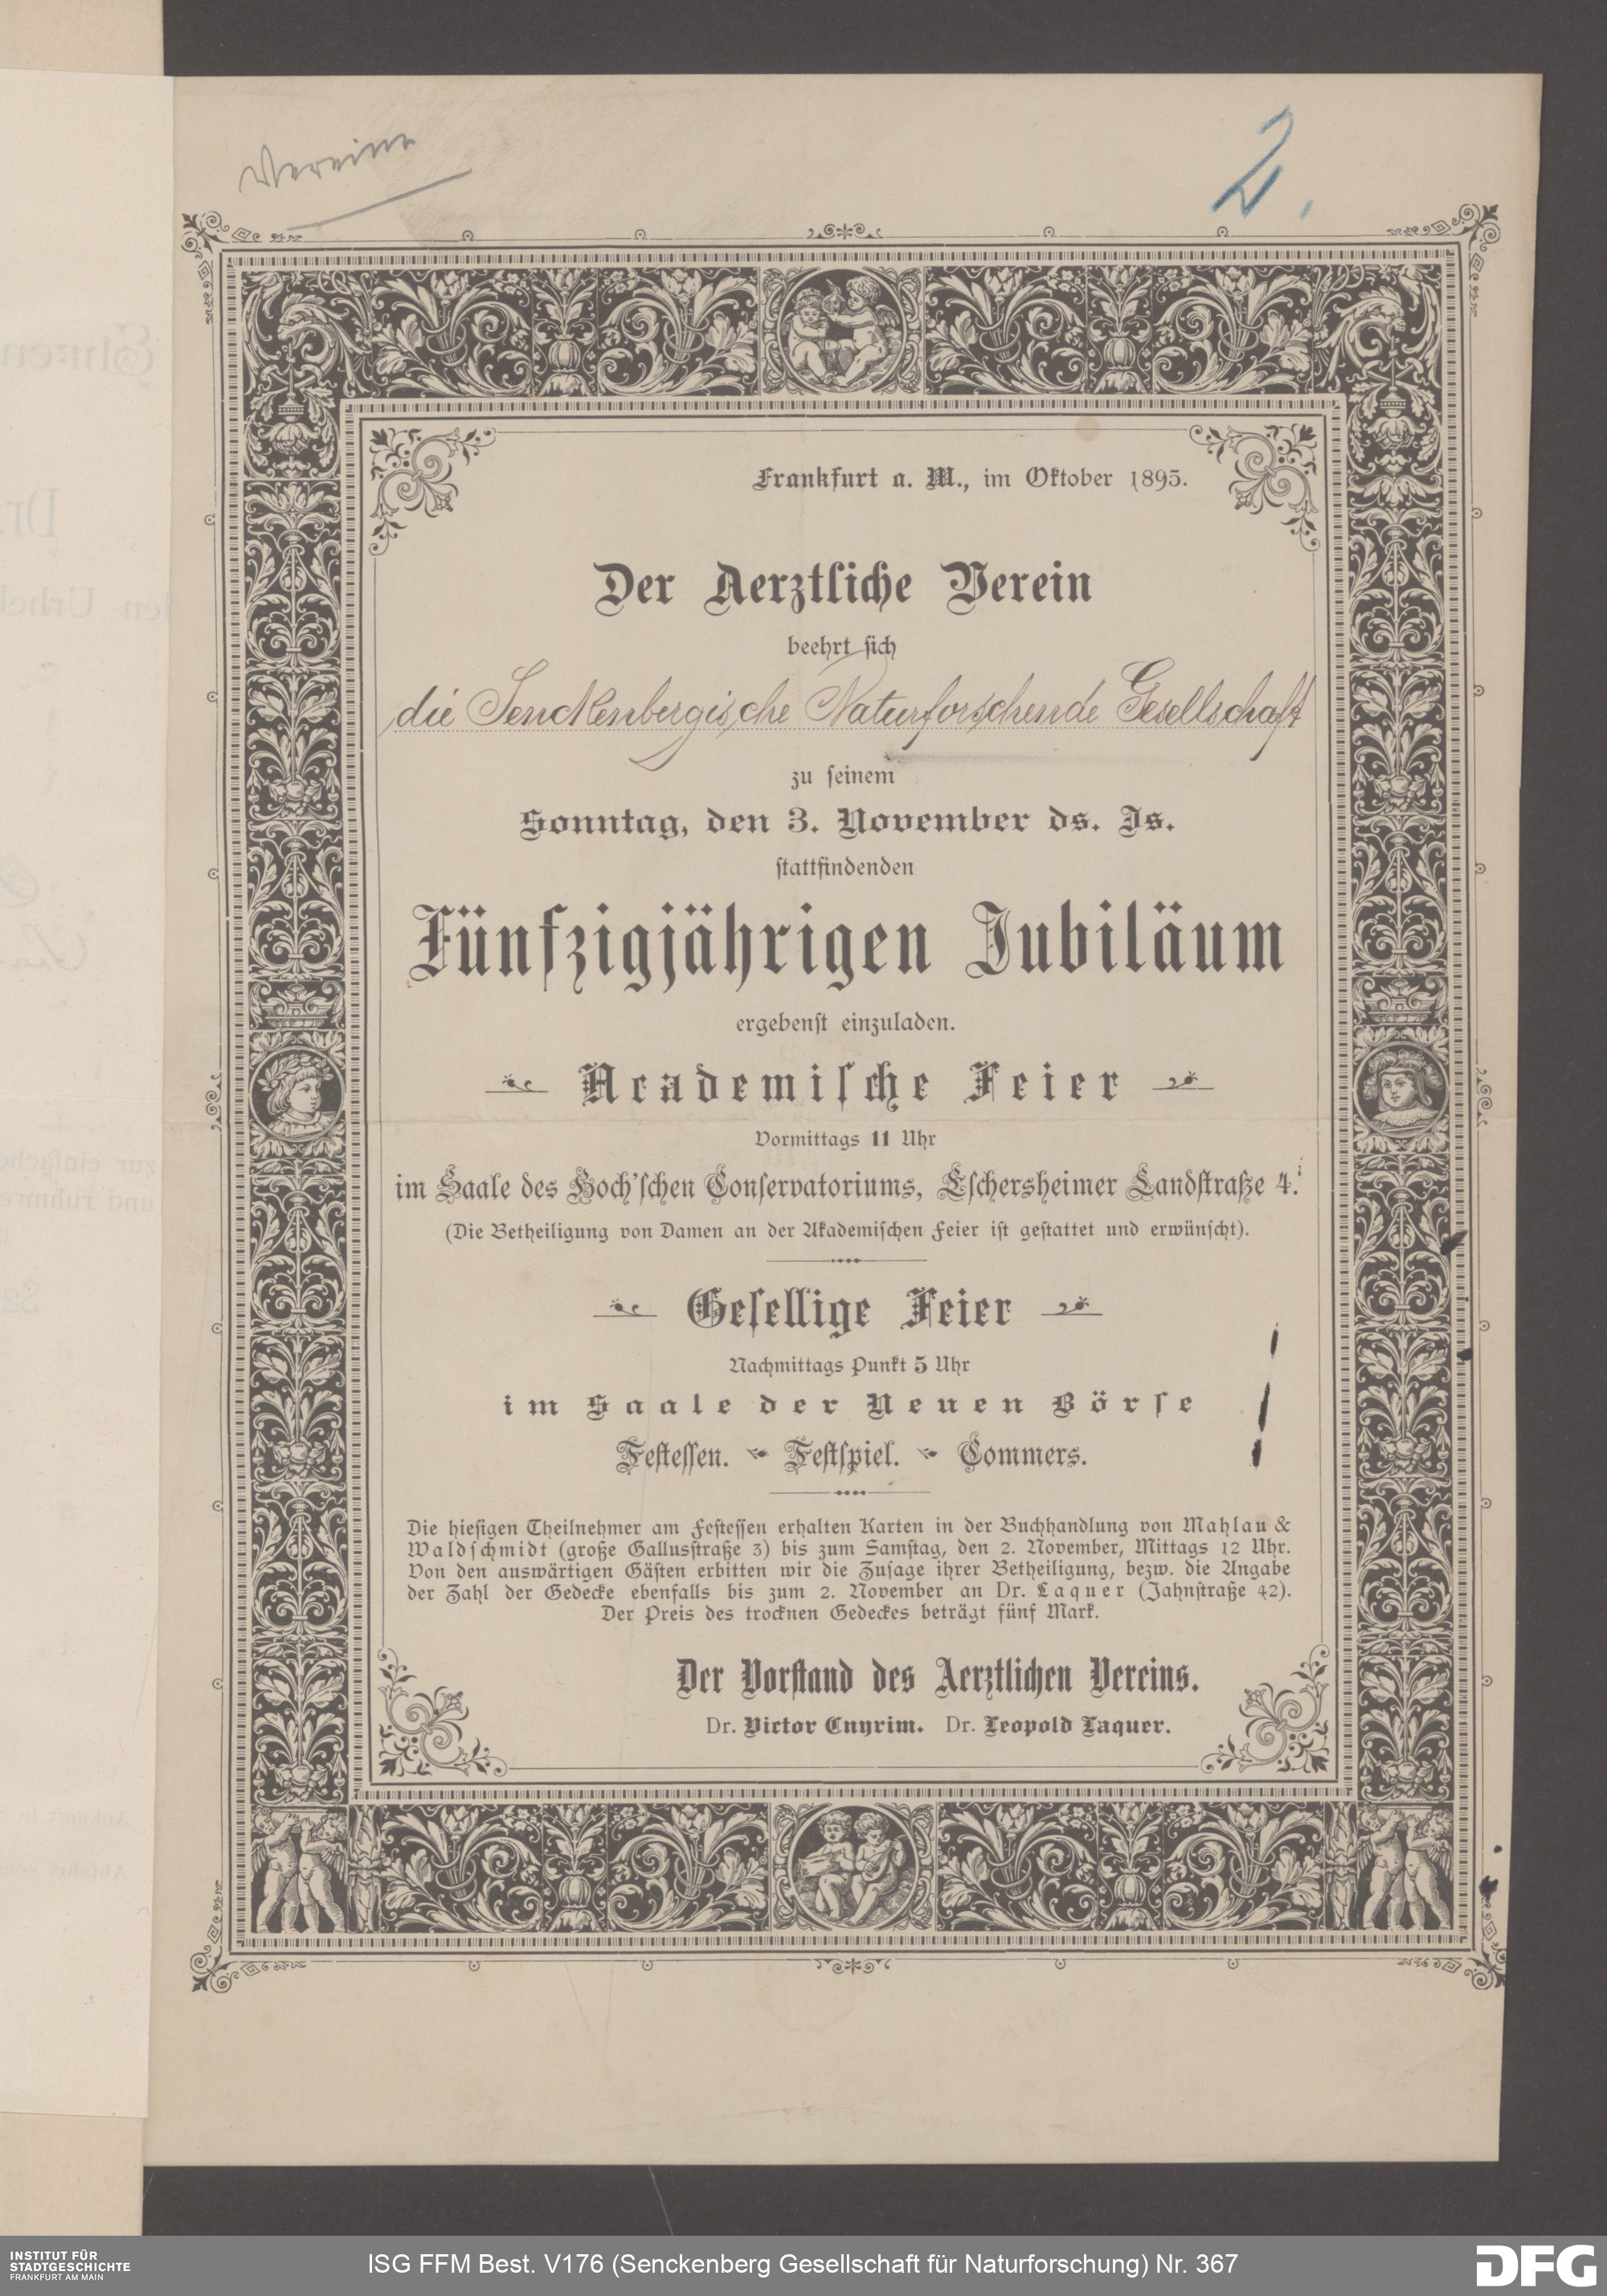 Vereine
2.
Frankfurt a. M., im Oktober 1895.
Der Aerztliche Verein
beehrt sich
die Senckenbergische Naturforschende Gesellschaft
zu seinem
Sonntag, den 3. November ds. Js.
stattfindenden
Fünfzigjährigen Jubiläum
ergebenst einzuladen.
Academische Feier
Vormittags 11 Uhr
im Saale des Hoch'schen Conservatoriums, Eschersheimer Landstraße 4.
(Die Betheiligung von Damen an der Akademischen Feier ist gestattet und erwünscht).
Gesellige Feier
Nachmittags Punkt 5 Uhr
im Saale der Neuen Börse
Festessen. Festspiel. Commers.
Die hiesigen Theilnehmer am Festessen erhalten Karten in der Buchhandlung von Mahlau &
Waldschmidt (große Gallusstraße 3) bis zum Samstag, den 2. November, Mittags 12 Uhr.
Von den auswärtigen Gästen erbitten wir die Zusage ihrer Betheiligung, bezw. die Angabe
der Zahl der Gedecke ebenfalls bis zum 2. November an Dr. Laquer (Jahnstraße 42).
Der Preis des trocknen Gedeckes beträgt fünf Mark.
Der Vorstand des Aerztlichen Vereins.
Dr. Victor Cnyrim. Dr. Leopold Laquer.
INSTITUT FÜR
STADTGESCHICHTE
FRANKFURT AM MAIN
ISG FFM Best. V176 (Senckenberg Gesellschaft für Naturforschung) Nr. 367
DFG